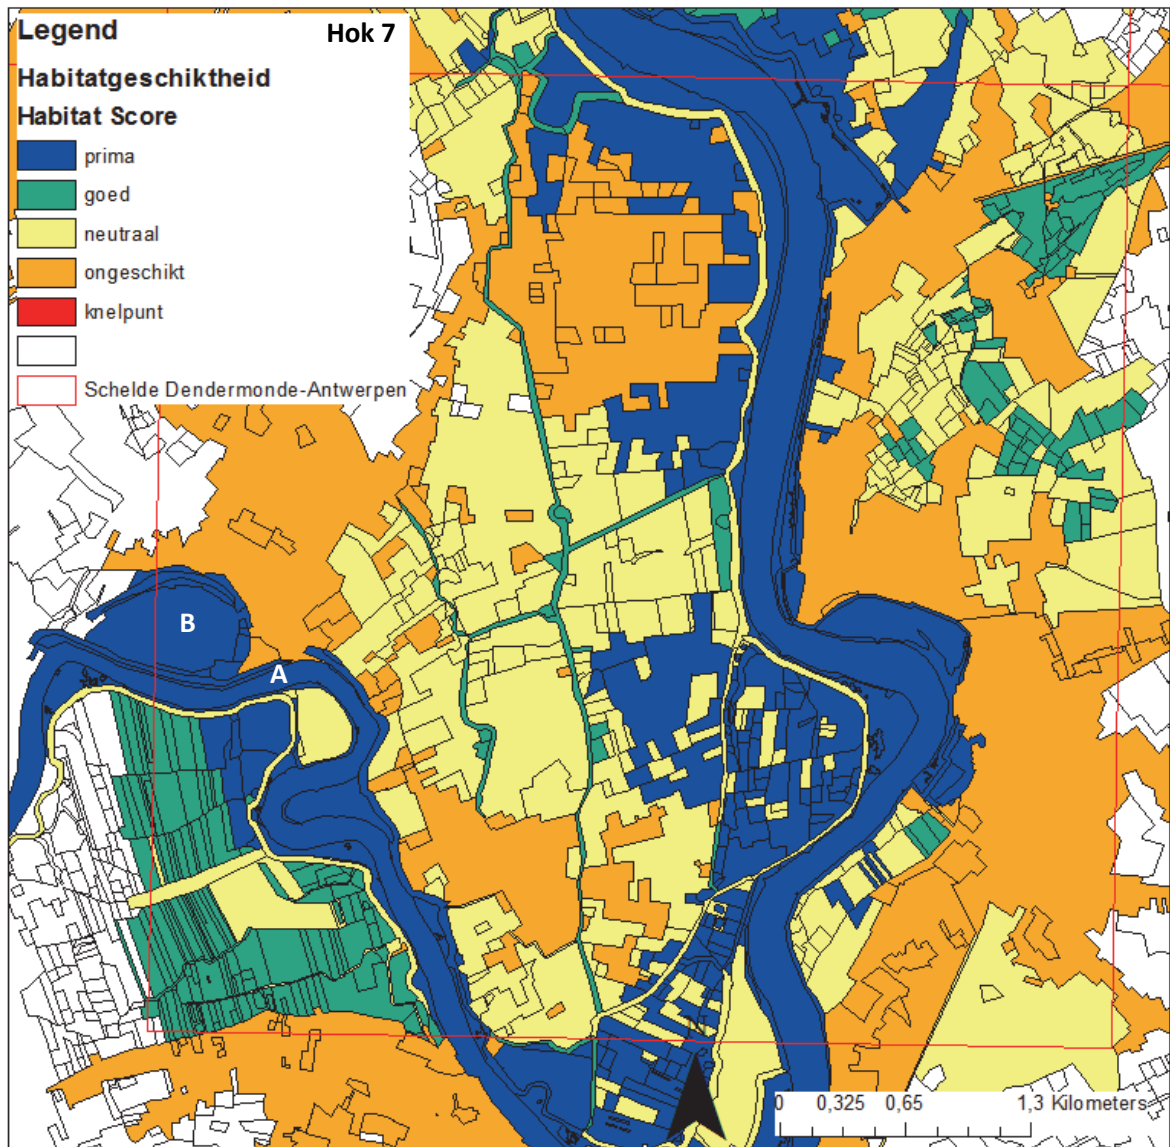 Legend
Hok 7
Habitatgeschiktheid
Habitat Score
prima
goed
neutraal
ongeschikt
knelpunt
Schelde Dendermonde-Antwerpen
B
A
N
0 0,325 0,65 1,3 Kilometers